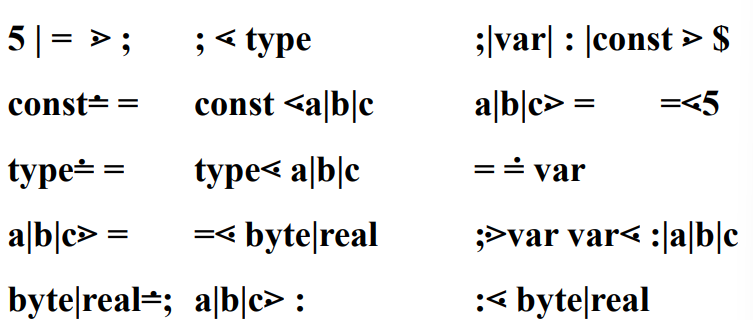 5 | = ⋗ ; ; ⋖ type ;|var| : |const > $
const≐ = const ⋖a|b|c a|b|c⋗ = =⋖5
type≐ = type⋖ a|b|c = ≐ var
a|b|c⋗ = =⋖ byte|real ;⋗var var⋖ :|a|b|c
byte|real≐; a|b|c⋗ : :⋖ byte|real